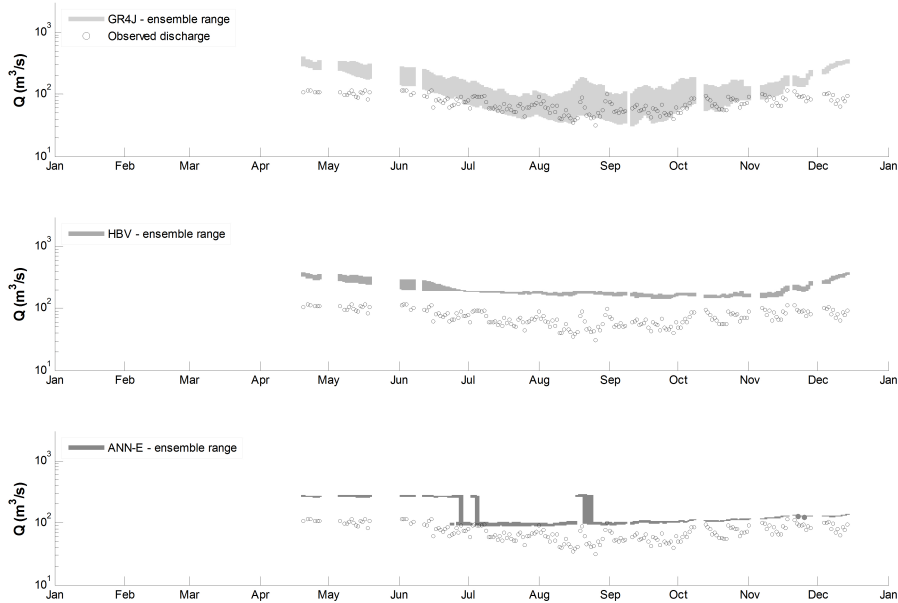 GR4J - ensemble range
Observed discharge
10³
10²
10¹
Q (m³/s)
Jan Feb Mar Apr May Jun Jul Aug Sep Oct Nov Dec Jan
HBV - ensemble range
10³
10²
10¹
Q (m³/s)
Jan Feb Mar Apr May Jun Jul Aug Sep Oct Nov Dec Jan
ANN-E - ensemble range
10³
10²
10¹
Q (m³/s)
Jan Feb Mar Apr May Jun Jul Aug Sep Oct Nov Dec Jan